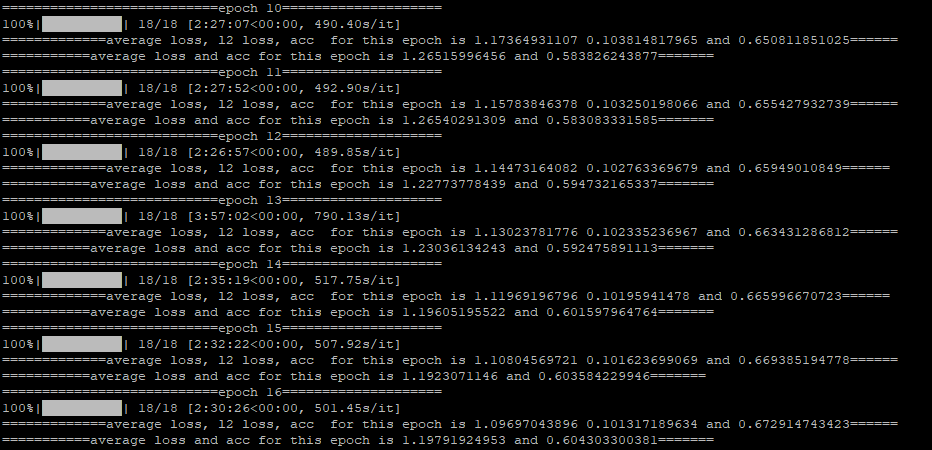 ===========================epoch 10====================
100%|██████████| 18/18 [2:27:07<00:00, 490.40s/it]
=============average loss, l2 loss, acc  for this epoch is 1.17364931107 0.103814817965 and 0.650811851025======
===========average loss and acc for this epoch is 1.26515996456 and 0.583826243877=======
===========================epoch 11====================
100%|██████████| 18/18 [2:27:52<00:00, 492.90s/it]
=============average loss, l2 loss, acc  for this epoch is 1.15783846378 0.103250198066 and 0.655427932739======
===========average loss and acc for this epoch is 1.26540291309 and 0.583083331585=======
===========================epoch 12====================
100%|██████████| 18/18 [2:26:57<00:00, 489.85s/it]
=============average loss, l2 loss, acc  for this epoch is 1.14473164082 0.102763369679 and 0.65949010849======
===========average loss and acc for this epoch is 1.22773778439 and 0.594732165337=======
===========================epoch 13====================
100%|██████████| 18/18 [3:57:02<00:00, 790.13s/it]
=============average loss, l2 loss, acc  for this epoch is 1.13023781776 0.102335236967 and 0.663431286812======
===========average loss and acc for this epoch is 1.23036134243 and 0.592475891113=======
===========================epoch 14====================
100%|██████████| 18/18 [2:35:19<00:00, 517.75s/it]
=============average loss, l2 loss, acc  for this epoch is 1.11969196796 0.10195941478 and 0.665996670723======
===========average loss and acc for this epoch is 1.19605195522 and 0.601597964764=======
===========================epoch 15====================
100%|██████████| 18/18 [2:32:22<00:00, 507.92s/it]
=============average loss, l2 loss, acc  for this epoch is 1.10804569721 0.101623699069 and 0.669385194778======
===========average loss and acc for this epoch is 1.1923071146 and 0.603584229946=======
===========================epoch 16====================
100%|██████████| 18/18 [2:30:26<00:00, 501.45s/it]
=============average loss, l2 loss, acc  for this epoch is 1.09697043896 0.101317189634 and 0.672914743423======
===========average loss and acc for this epoch is 1.19791924953 and 0.604303300381=======